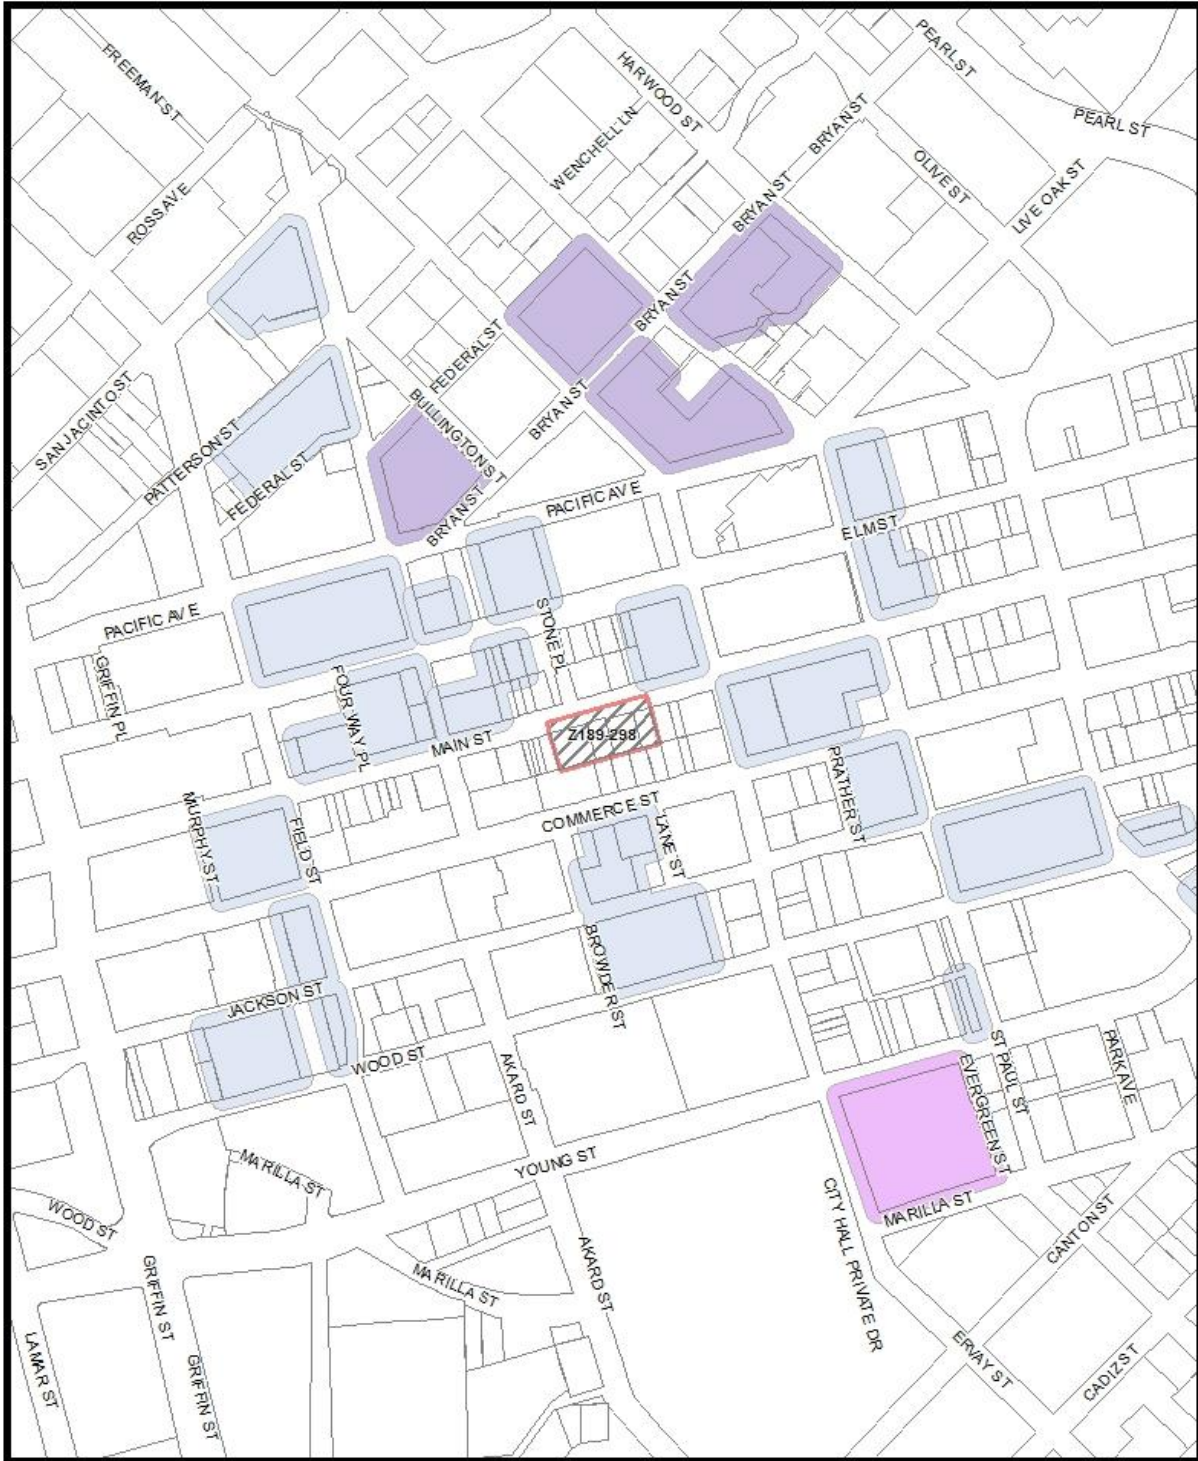 PEARL ST
FREEMAN ST
HARWOOD ST
PEARL ST
BRYAN ST
WENCHELL LN
OLIVE ST
LIVE OAK ST
ROSS AVE
BRYAN ST
BRYAN ST
FEDERAL ST
SAN JACINTO ST
BULLINGTON ST
BRYAN ST
PATTERSON ST
FEDERAL ST
BRYAN ST
PACIFIC AVE
ELM ST
PACIFIC AVE
STONE PL
GRIFFIN PL
FOUR WAY PL
MAIN ST
Z189-298
PRATHER ST
COMMERCE ST
LANE ST
MURPHY ST
FIELD ST
BROWDER ST
JACKSON ST
WOOD ST
AKARD ST
ST PAUL ST
EVERGREEN ST
PARK AVE
YOUNG ST
MARILLA ST
CITY HALL PRIVATE DR
MARILLA ST
WOOD ST
CANTON ST
GRIFFIN ST
MARILLA ST
AKARD ST
LAMAR ST
GRIFFIN ST
ERVAY ST
CADIZ ST